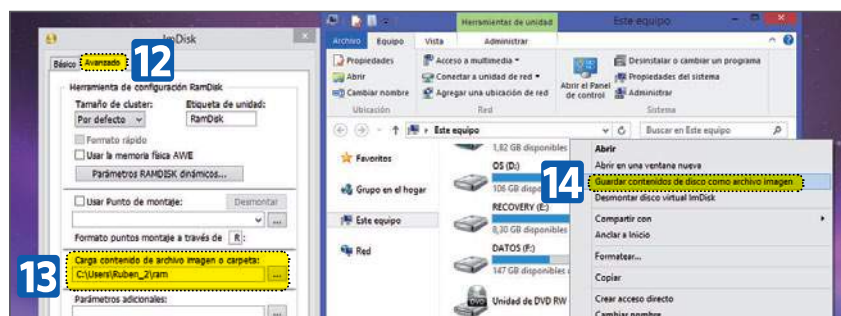 ImDisk
12
Básico Avanzado
Herramienta de configuración RamDisk
Tamaño de cluster: Etiqueta de unidad:
Por defecto RamDisk
Formato rápido
Usar la memoria física AWE
Parámetros RAMDISK dinámicos...
Usar Punto de montaje: Desmontar
...
Formato puntos montaje a través de R:
13
Carga contenido de archivo imagen o carpeta:
C:\Users\Ruben_2\ram ...
Parámetros adicionales:
Herramientas de unidad Este equipo
Archivo Equipo Vista Administrar
Propiedades
Abrir
Cambiar nombre
Ubicación
Acceso a multimedia
Conectar a unidad de red
Agregar una ubicación de red
Red
Abrir el Panel
de control
Desinstalar o cambiar un programa
Propiedades del sistema
Administrar
Sistema
Este equipo
Buscar en Este equipo
Favoritos
Grupo en el hogar
Este equipo
Red
1,82 GB disponibles
OS (D:)
106 GB
RECOVERY (E:)
8,30 GB disponibles
DATOS (F:)
147 GB disponibles
Unidad de DVD RW
14
Abrir
Abrir en una ventana nueva
Guardar contenidos de disco como archivo imagen
Desmontar disco virtual ImDisk
Compartir con
Anclar a Inicio
Formatear...
Copiar
Crear acceso directo
Cambiar nombre